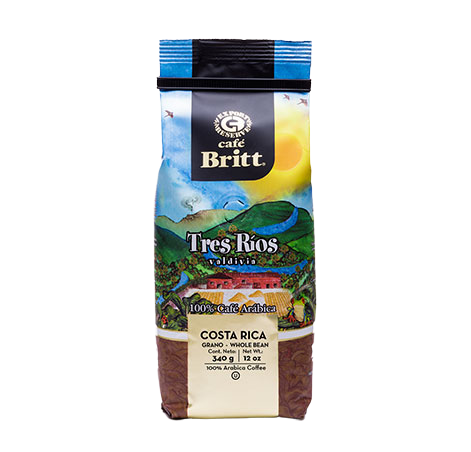 EXPORT
RESERVE
café
Britt®
Tres Ríos
valdivia
100% Café Arábica
COSTA RICA
GRANO - WHOLE BEAN
Cont. Neto: Net Wt.:
340 g 12 oz
100% Arabica Coffee
U